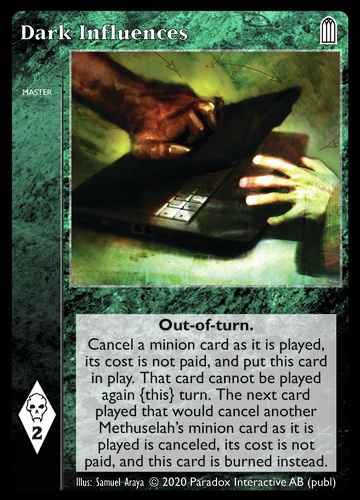 Dark Influences
MASTER
Out-of-turn.
Cancel a minion card as it is played,
its cost is not paid, and put this card
in play. That card cannot be played
again {this} turn. The next card
played that would cancel another
Methuselah's minion card as it is
played is canceled, its cost is not
paid, and this card is burned instead.
2
Illus: Samuel Araya © 2020 Paradox Interactive AB (publ)